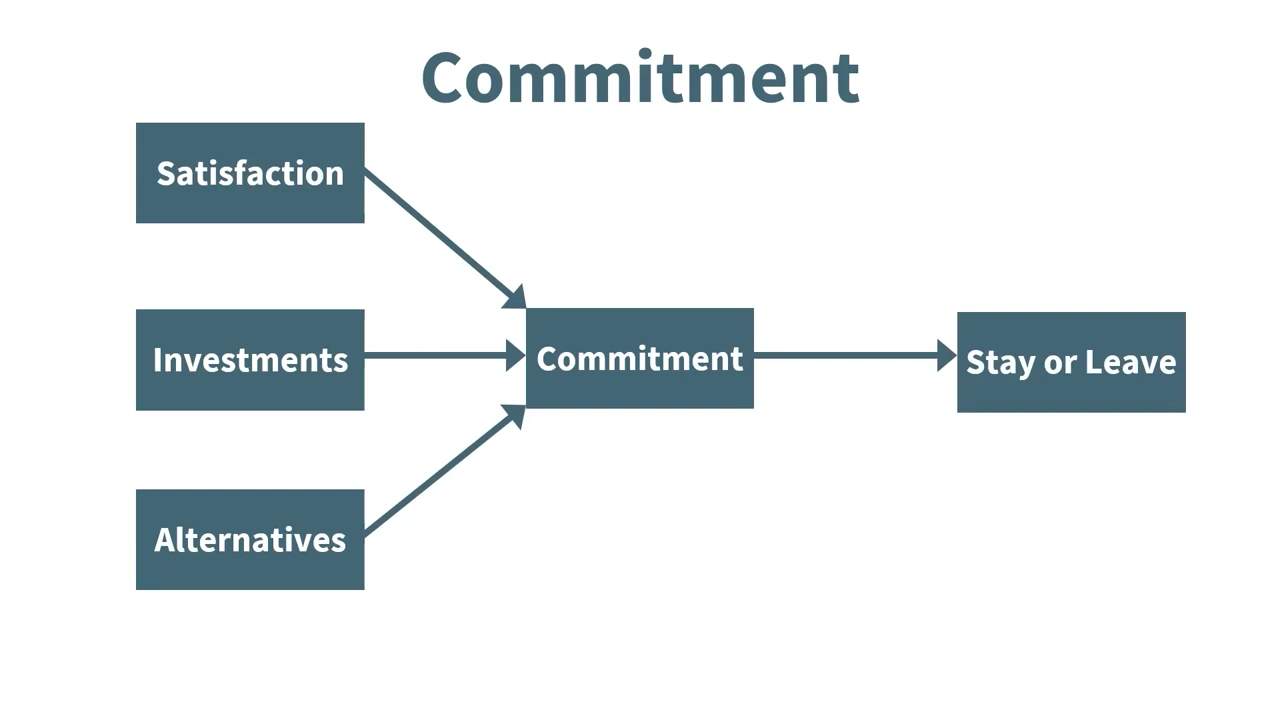 Commitment
Satisfaction
Investments
Commitment
Stay or Leave
Alternatives